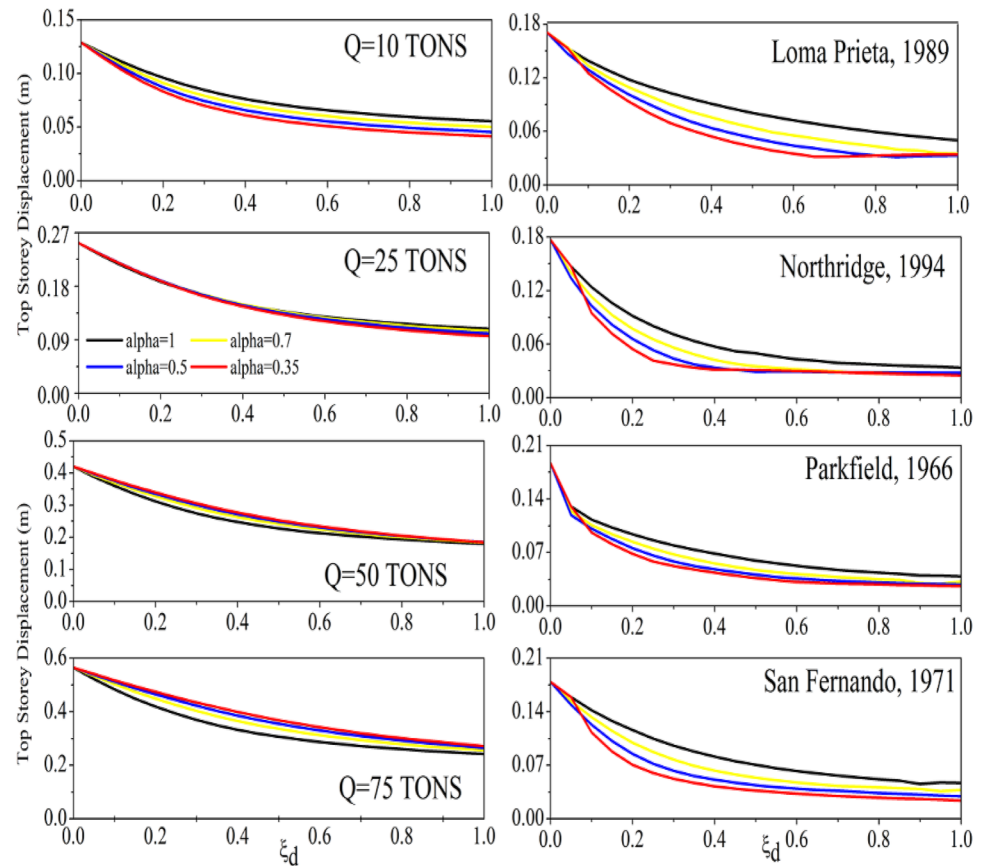 Top Storey Displacement (m)
Top Storey Displacement (m)
Top Storey Displacement (m)
0.15
0.10
0.05
0.00
0.0 0.2 0.4 0.6 0.8 1.0
Q=10 TONS
0.27
0.18
0.09
0.00
0.0 0.2 0.4 0.6 0.8 1.0
Q=25 TONS
alpha=1 alpha=0.7
alpha=0.5 alpha=0.35
0.5
0.4
0.3
0.2
0.1
0.0
0.0 0.2 0.4 0.6 0.8 1.0
Q=50 TONS
0.6
0.4
0.2
0.0
0.0 0.2 0.4 0.6 0.8 1.0
Q=75 TONS
ξd
0.18
0.12
0.06
0.00
0.0 0.2 0.4 0.6 0.8 1.0
Loma Prieta, 1989
0.18
0.12
0.06
0.00
0.0 0.2 0.4 0.6 0.8 1.0
Northridge, 1994
0.21
0.14
0.07
0.00
0.0 0.2 0.4 0.6 0.8 1.0
Parkfield, 1966
0.21
0.14
0.07
0.00
0.0 0.2 0.4 0.6 0.8 1.0
San Fernando, 1971
ξd